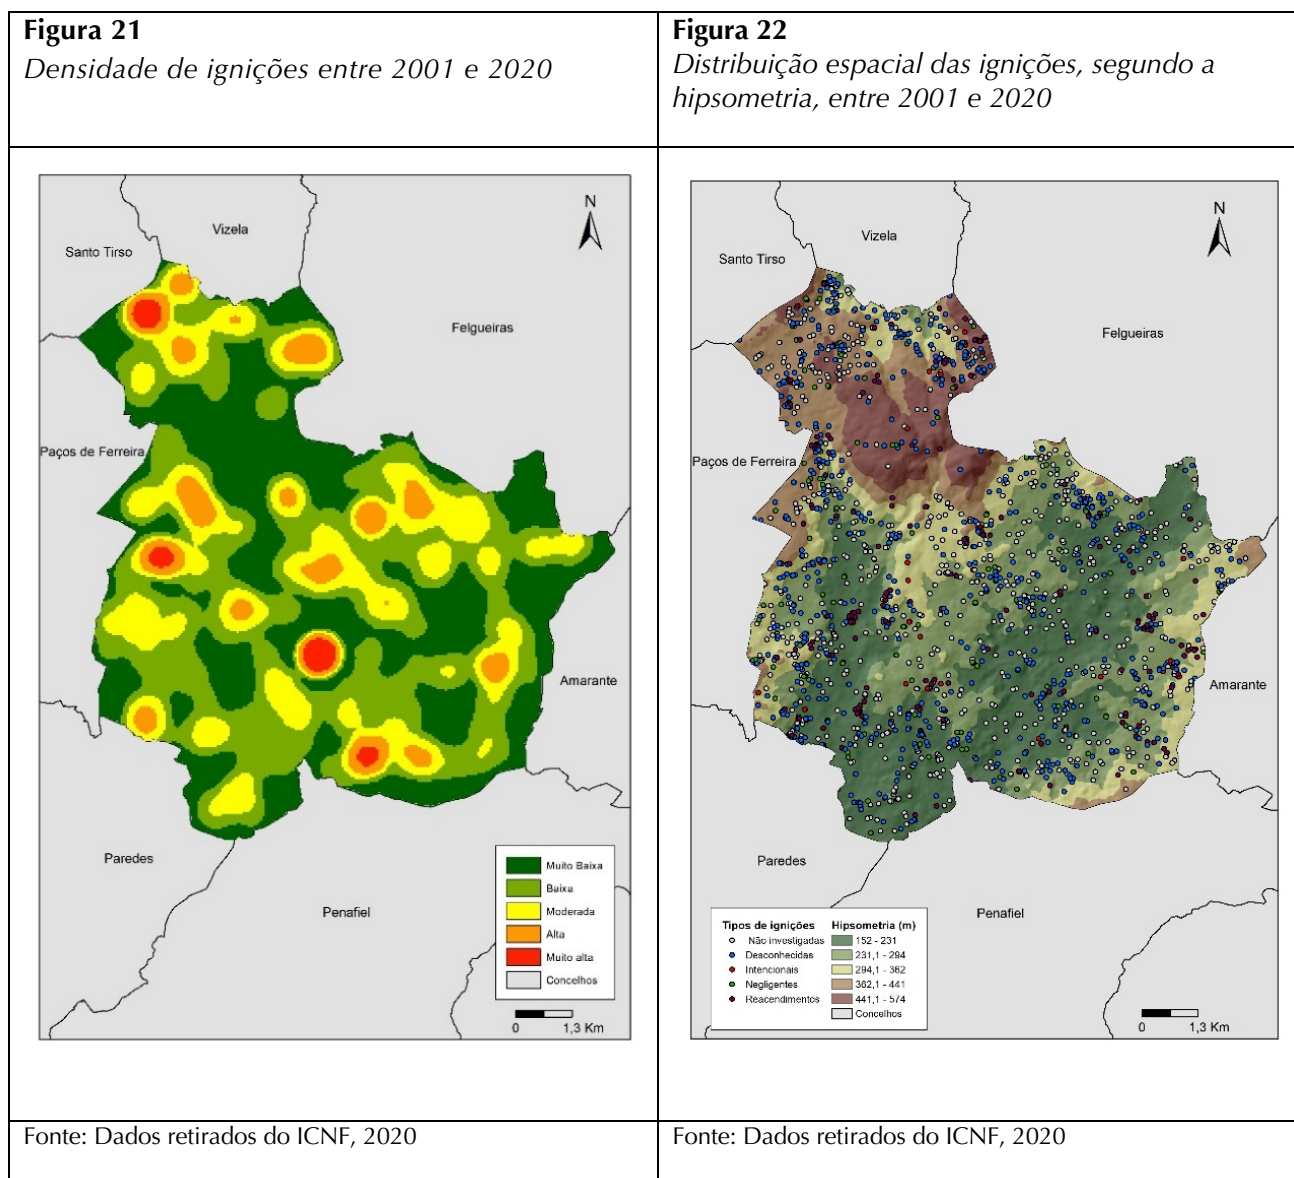 Figura 21
Densidade de ignições entre 2001 e 2020
N
Vizela
Santo Tirso
Felgueiras
Paços de Ferreira
Amarante
Paredes
Penafiel
Muito Baixa
Baixa
Moderada
Alta
Muito alta
Concelhos
0 1,3 Km
Fonte: Dados retirados do ICNF, 2020
Figura 22
Distribuição espacial das ignições, segundo a
hipsometria, entre 2001 e 2020
N
Vizela
Santo Tirso
Felgueiras
Paços de Ferreira
Amarante
Paredes
Penafiel
Tipos de ignições
Não investigadas
Desconhecidas
Intencionais
Negligentes
Reacendimentos
Hipsometria (m)
152 - 231
231,1 - 294
294,1 - 362
362,1 - 441
441,1 - 574
Concelhos
0 1,3 Km
Fonte: Dados retirados do ICNF, 2020